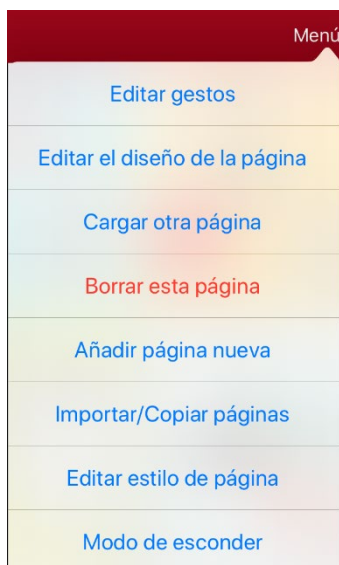 Menú
Editar gestos
Editar el diseño de la página
Cargar otra página
Borrar esta página
Añadir página nueva
Importar/Copiar páginas
Editar estilo de página
Modo de esconder